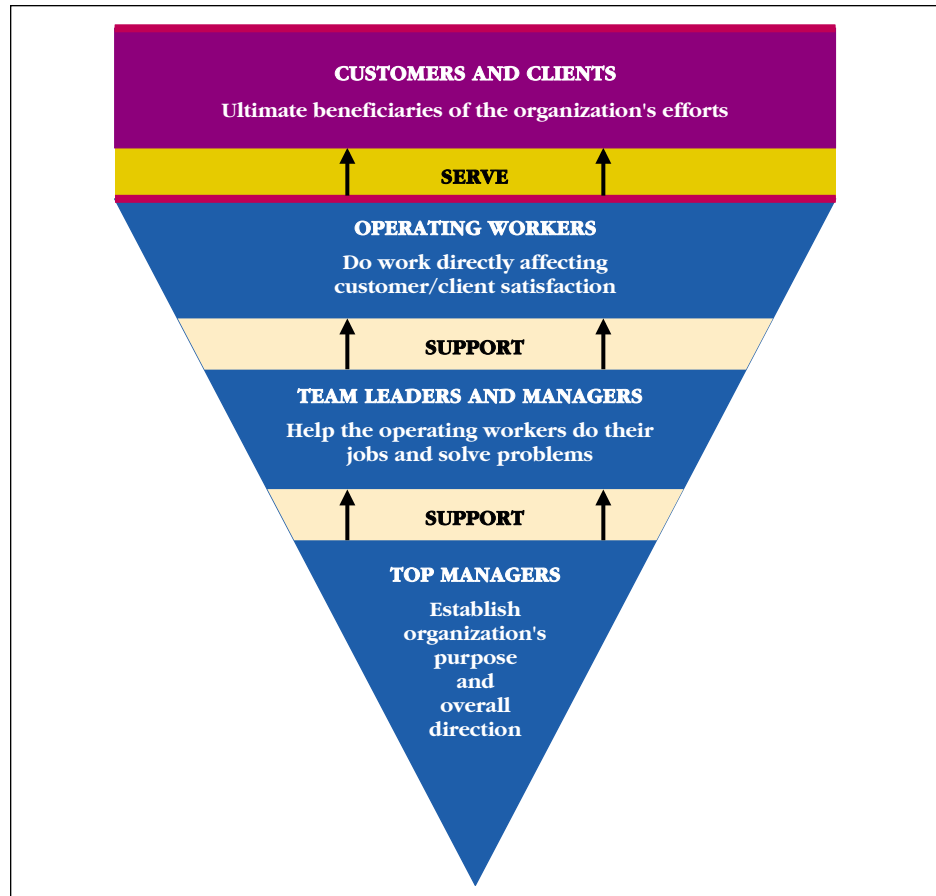 CUSTOMERS AND CLIENTS
Ultimate beneficiaries of the organization's efforts
SERVE
OPERATING WORKERS
Do work directly affecting
customer/client satisfaction
SUPPORT
TEAM LEADERS AND MANAGERS
Help the operating workers do their
jobs and solve problems
SUPPORT
TOP MANAGERS
Establish
organization's
purpose
and
overall
direction